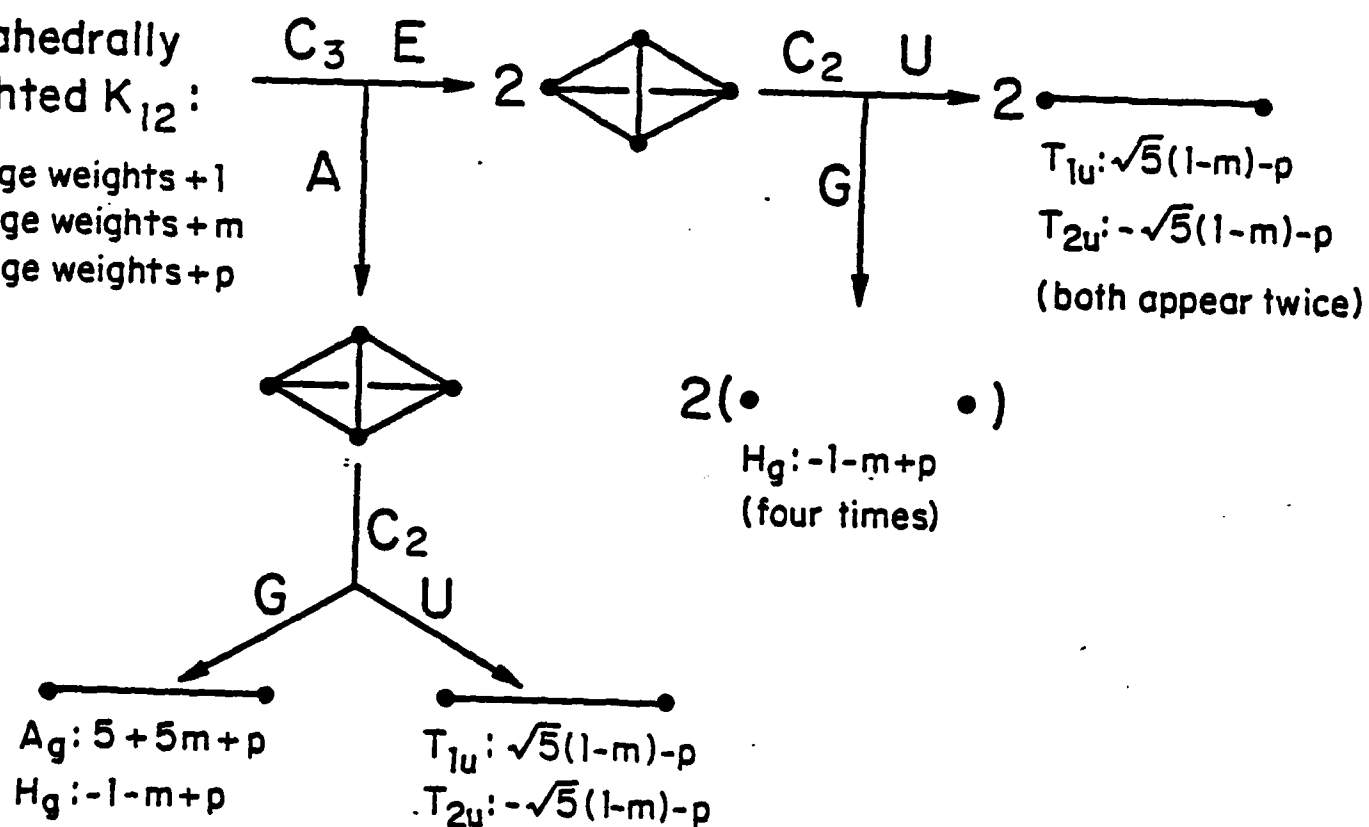 ahedrally
hted K12:
ge weights +1
ge weights + m
ge weights + p
C3 E
A
2
C2 U
G
2
T1u: √5(1-m)-p
T2u: -√5(1-m)-p
(both appear twice)
2(• •)
Hg: -1-m+p
(four times)
C2
G U
Ag: 5+5m+p
Hg: -1-m+p
T1u: √5(1-m)-p
T2u: -√5(1-m)-p